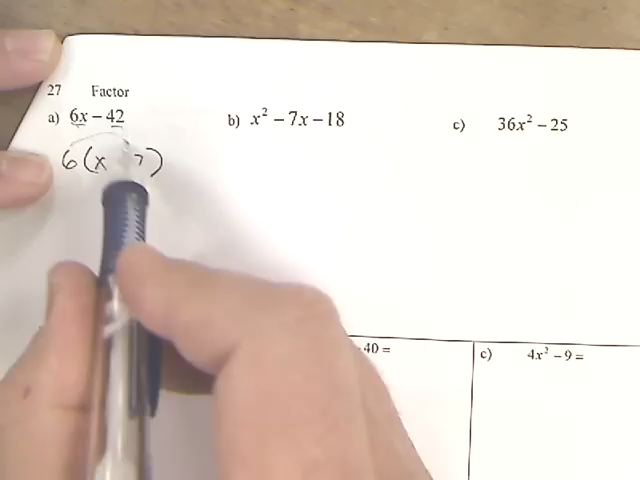 27 Factor
a) 6x − 42 b) x² − 7x − 18 c) 36x² − 25
6(x 7)
40 = c) 4x² − 9 =